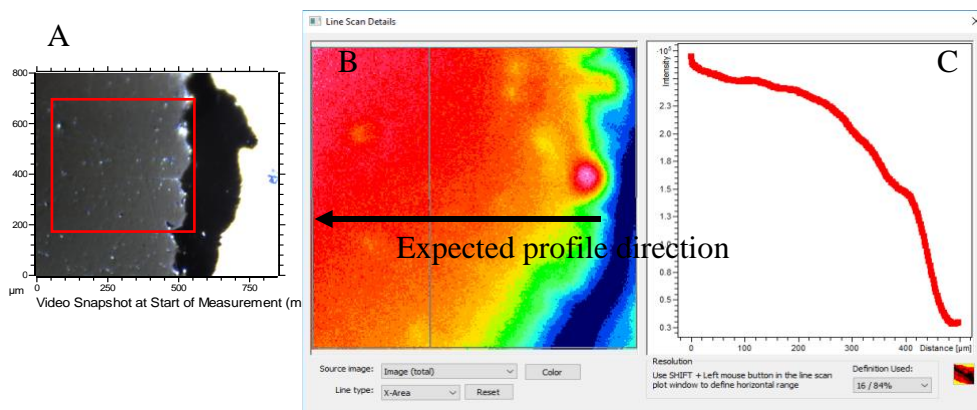 A
800
600
400
200
0
µm
0
250
500
750
Video Snapshot at Start of Measurement (m
Line Scan Details
B
Expected profile direction
Source image: Image (total) Color
Line type: X-Area Reset
C
·10⁵
Intensity
2.3
2.0
1.8
1.5
1.3
1.0
0.8
0.5
0.3
0 100 200 300 400 Distance [µm]
Resolution
Use SHIFT + Left mouse button in the line scan
plot window to define horizontal range
Definition Used:
16 / 84%